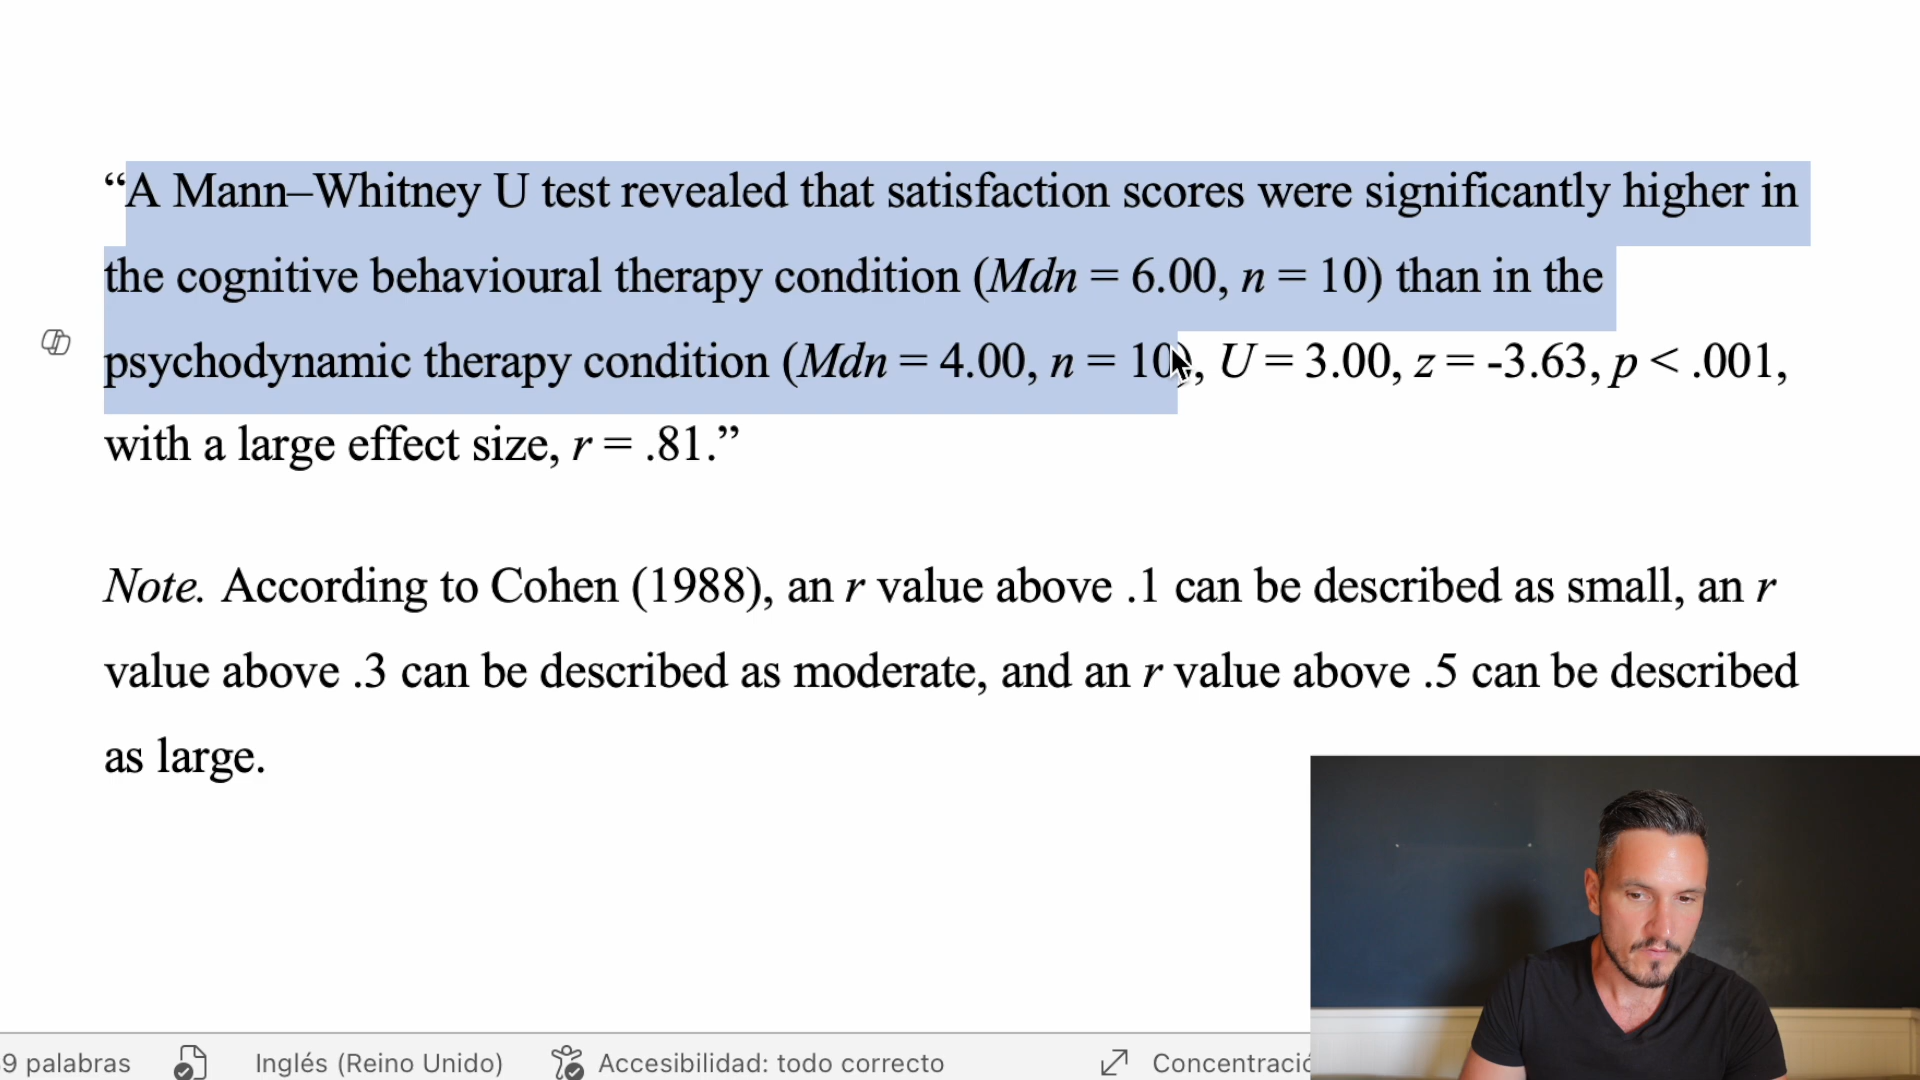 “A Mann–Whitney U test revealed that satisfaction scores were significantly higher in
the cognitive behavioural therapy condition (Mdn = 6.00, n = 10) than in the
psychodynamic therapy condition (Mdn = 4.00, n = 10), U = 3.00, z = -3.63, p < .001,
with a large effect size, r = .81.”
Note. According to Cohen (1988), an r value above .1 can be described as small, an r
value above .3 can be described as moderate, and an r value above .5 can be described
as large.
9 palabras Inglés (Reino Unido) Accesibilidad: todo correcto